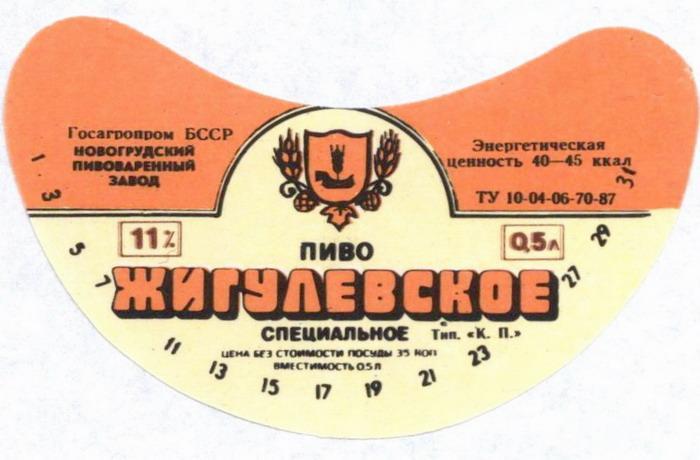 Госагропром БССР
НОВОГРУДСКИЙ
ПИВОВАРЕННЫЙ
ЗАВОД
Энергетическая
ценность 40—45 ккал
ТУ 10-04-06-70-87
11%
0,5л
ПИВО
ЖИГУЛЕВСКОЕ
СПЕЦИАЛЬНОЕ Тип. «К. П.»
ЦЕНА БЕЗ СТОИМОСТИ ПОСУДЫ 35 КОП
ВМЕСТИМОСТЬ 0.5 Л
1 3 5 7 11 13 15 17 19 21 23 27 29 31